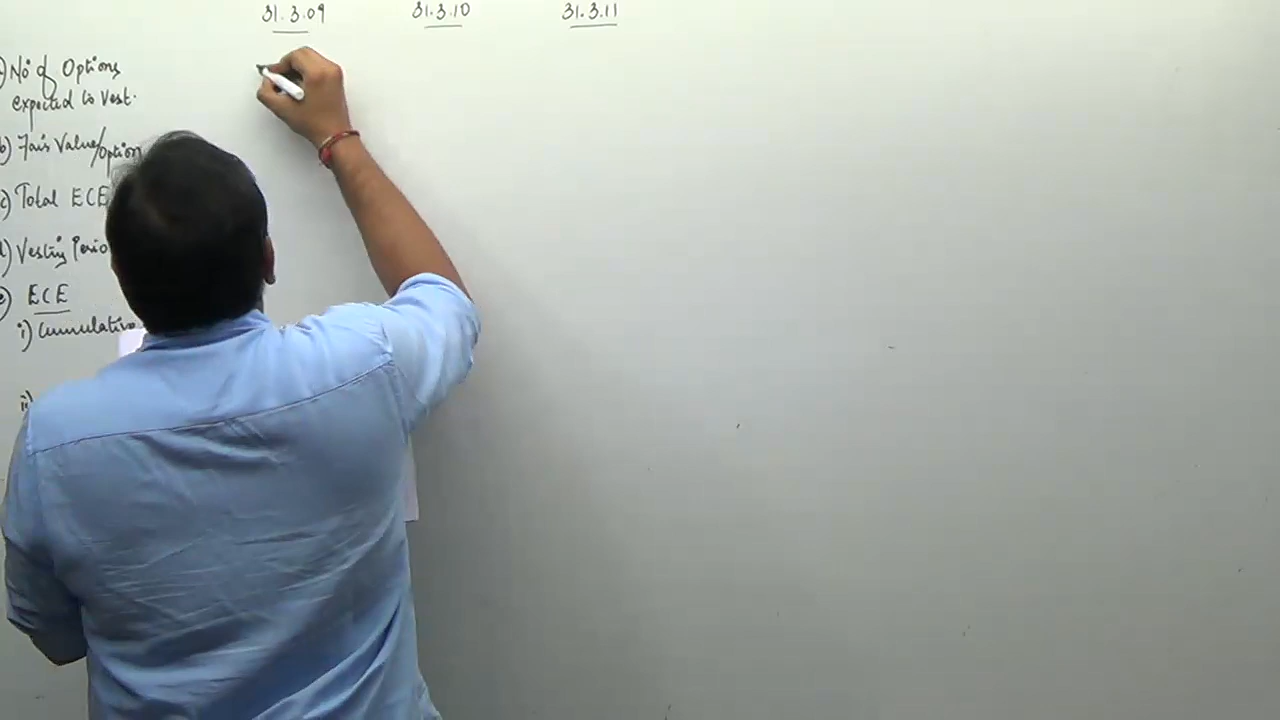 31.3.09 31.3.10 31.3.11
) No of Options
expected to Vest.
b) Fair Value/Option
c) Total ECE
d) Vesting Perio
e) ECE
i) Cumulative
ii)